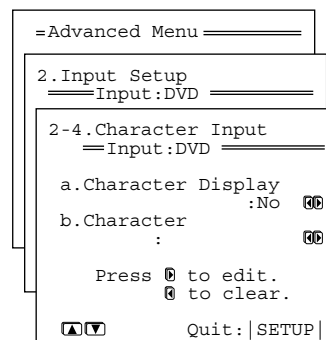 Advanced Menu
2.Input Setup
Input:DVD
2-4.Character Input
Input:DVD
a.Character Display
:No
b.Character
:
Press to edit.
to clear.
Quit:|SETUP|